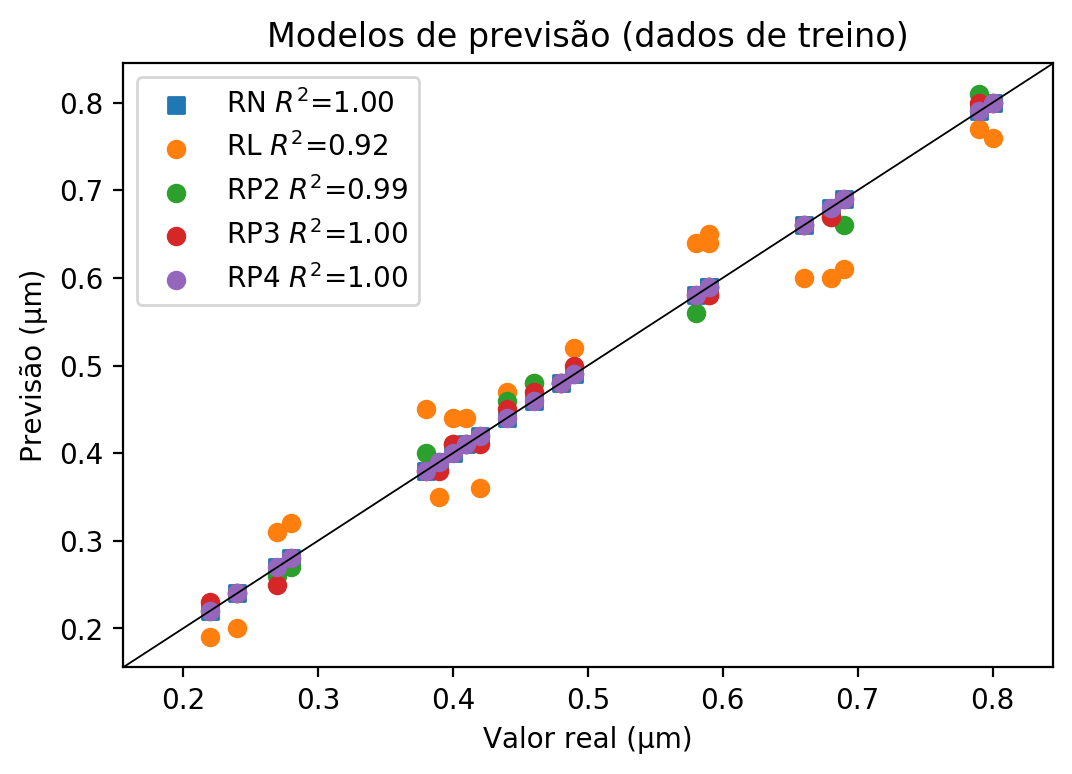 Modelos de previsão (dados de treino)
RN R²=1.00
RL R²=0.92
RP2 R²=0.99
RP3 R²=1.00
RP4 R²=1.00
Previsão (µm)
0.8
0.7
0.6
0.5
0.4
0.3
0.2
0.2 0.3 0.4 0.5 0.6 0.7 0.8
Valor real (µm)